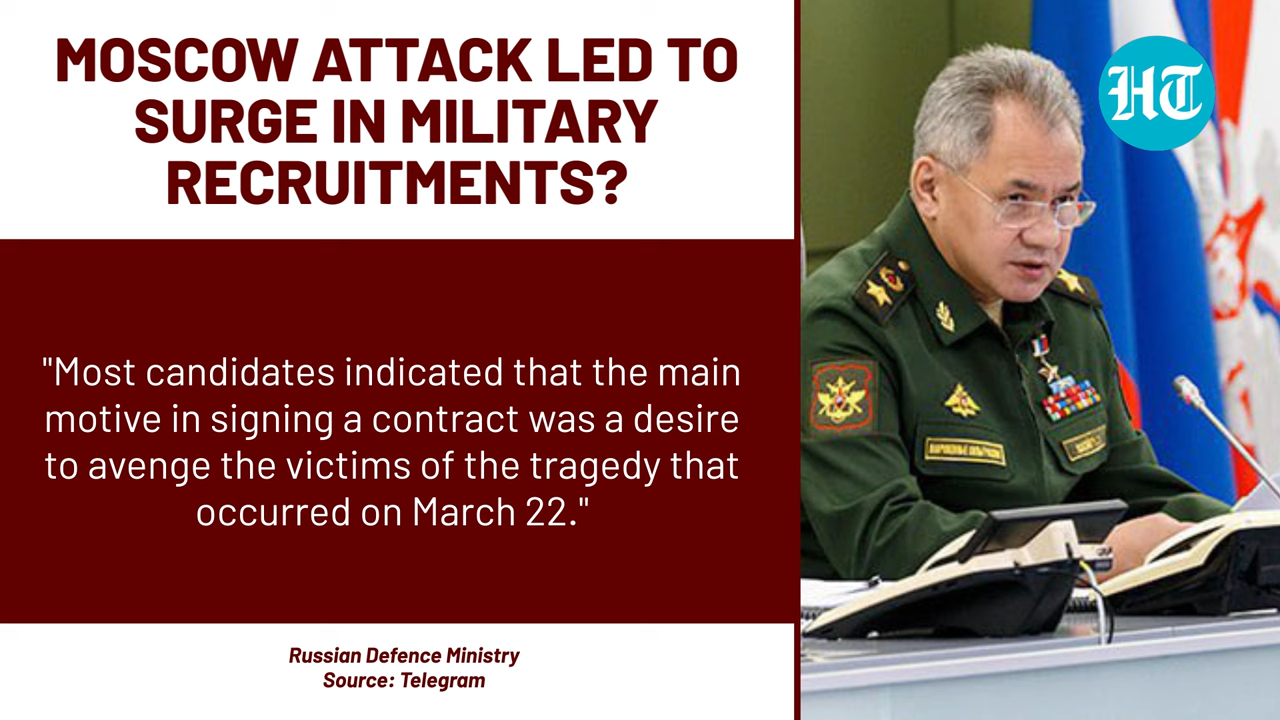 MOSCOW ATTACK LED TO
SURGE IN MILITARY
RECRUITMENTS?
HT
"Most candidates indicated that the main
motive in signing a contract was a desire
to avenge the victims of the tragedy that
occurred on March 22."
Russian Defence Ministry
Source: Telegram